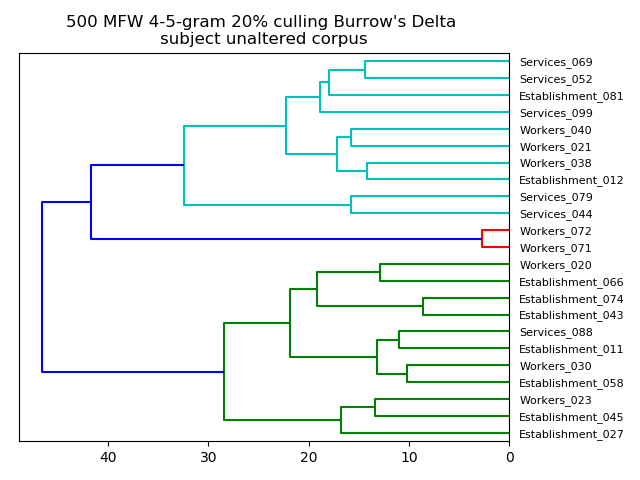 500 MFW 4-5-gram 20% culling Burrow's Delta
subject unaltered corpus
Services_069
Services_052
Establishment_081
Services_099
Workers_040
Workers_021
Workers_038
Establishment_012
Services_079
Services_044
Workers_072
Workers_071
Workers_020
Establishment_066
Establishment_074
Establishment_043
Services_088
Establishment_011
Workers_030
Establishment_058
Workers_023
Establishment_045
Establishment_027
40 30 20 10 0